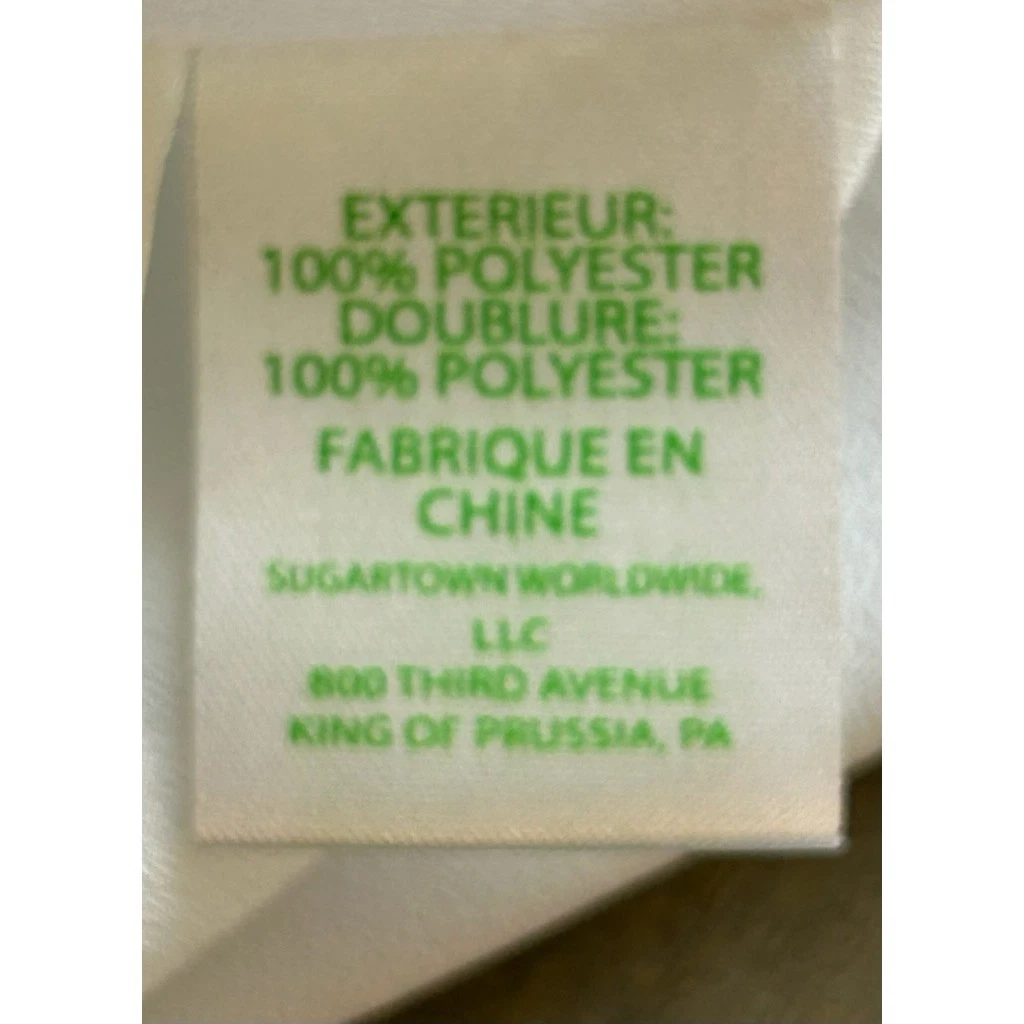 EXTERIEUR:
100% POLYESTER
DOUBLURE:
100% POLYESTER
FABRIQUE EN
CHINE
SUGARTOWN WORLDWIDE,
LLC
800 THIRD AVENUE
KING OF PRUSSIA, PA